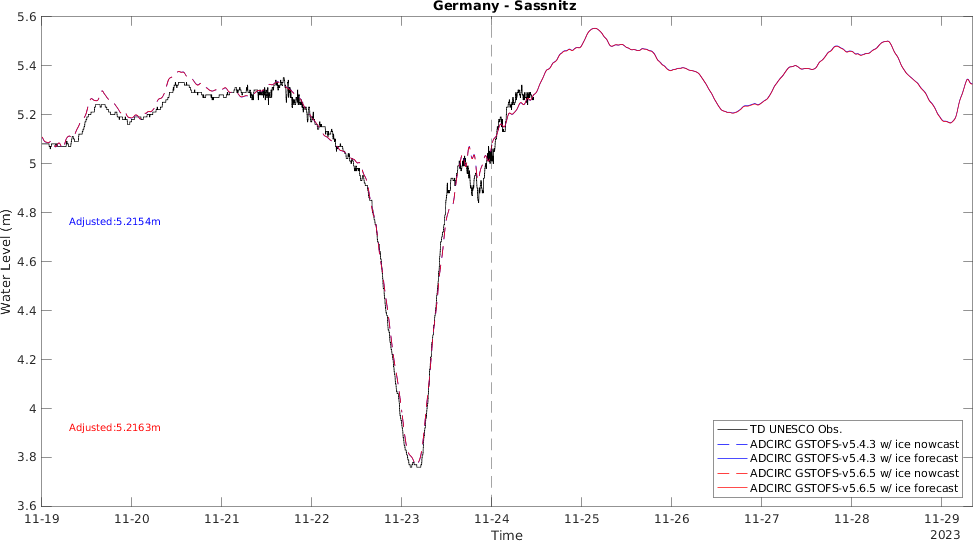 Germany - Sassnitz
5.6
5.4
5.2
5
4.8
4.6
4.4
4.2
4
3.8
3.6
Water Level (m)
Adjusted:5.2154m
Adjusted:5.2163m
TD UNESCO Obs.
ADCIRC GSTOFS-v5.4.3 w/ ice nowcast
ADCIRC GSTOFS-v5.4.3 w/ ice forecast
ADCIRC GSTOFS-v5.6.5 w/ ice nowcast
ADCIRC GSTOFS-v5.6.5 w/ ice forecast
11-19 11-20 11-21 11-22 11-23 11-24 11-25 11-26 11-27 11-28 11-29
2023
Time